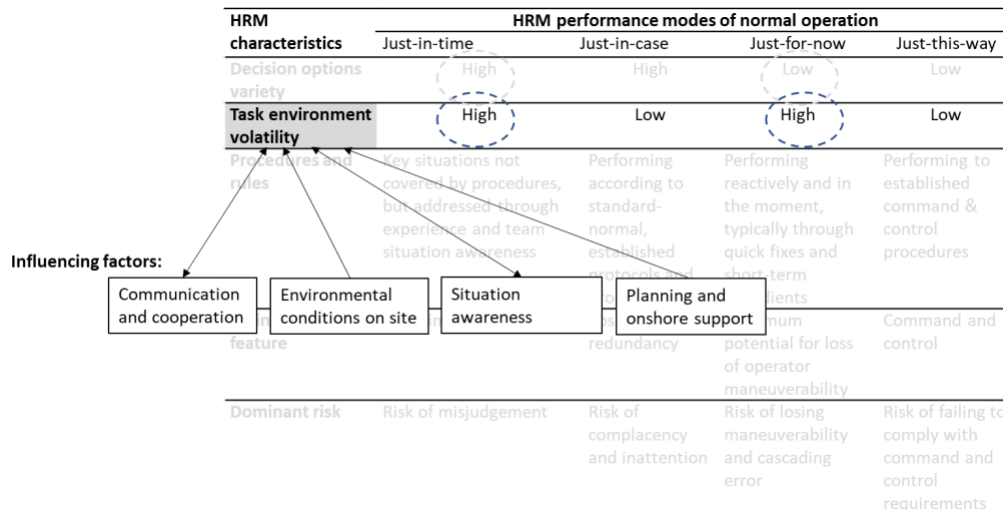 HRM HRM performance modes of normal operation
characteristics Just-in-time Just-in-case Just-for-now Just-this-way
Decision options High High Low Low
variety
Task environment High Low High Low
volatility
Procedures and Key situations not Performing Performing Performing to
rules covered by procedures, according to reactively and in established
but addressed through standard- the moment, command &
experience and team normal, typically through control
situation awareness established quick fixes and procedures
protocols and short-term
Influencing factors:
Communication Environmental Situation Planning and
and cooperation conditions on site awareness onshore support
Command and
feature redundancy potential for loss control
of operator
maneuverability
Dominant risk Risk of misjudgement Risk of Risk of losing Risk of failing to
complacency maneuverability comply with
and inattention and cascading command and
error control
requirements